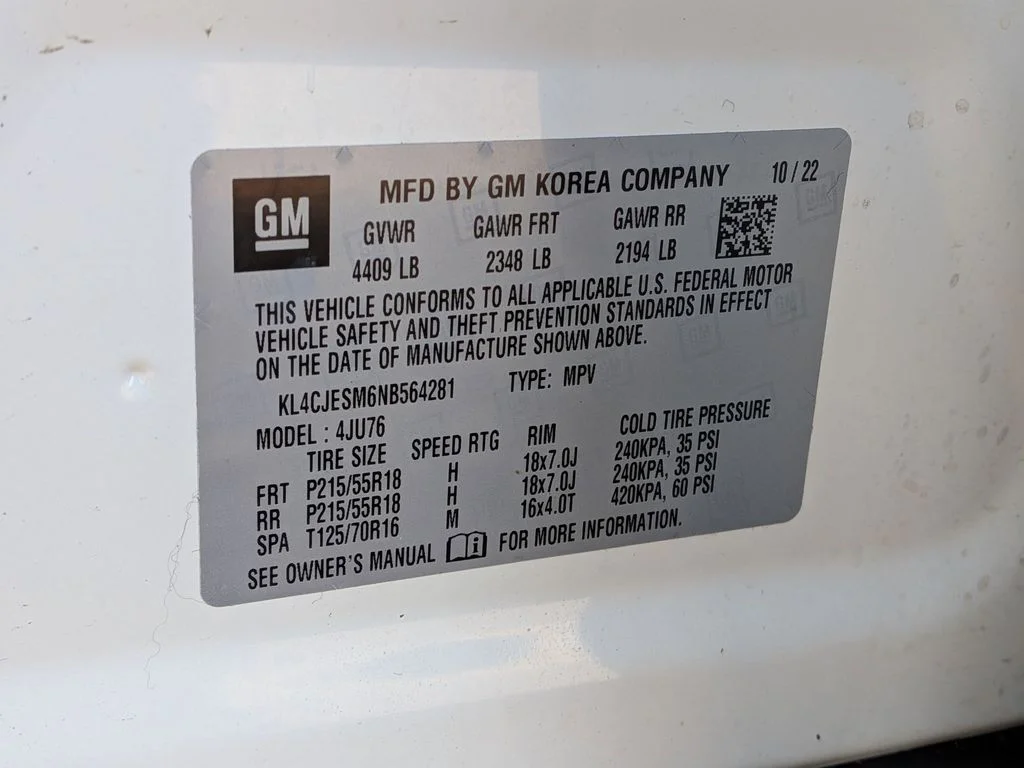 GM
MFD BY GM KOREA COMPANY 10 / 22
GVWR GAWR FRT GAWR RR
4409 LB 2348 LB 2194 LB
THIS VEHICLE CONFORMS TO ALL APPLICABLE U.S. FEDERAL MOTOR
VEHICLE SAFETY AND THEFT PREVENTION STANDARDS IN EFFECT
ON THE DATE OF MANUFACTURE SHOWN ABOVE.
KL4CJESM6NB564281 TYPE: MPV
MODEL : 4JU76
TIRE SIZE SPEED RTG RIM COLD TIRE PRESSURE
FRT P215/55R18 H 18x7.0J 240KPA, 35 PSI
RR P215/55R18 H 18x7.0J 240KPA, 35 PSI
SPA T125/70R16 M 16x4.0T 420KPA, 60 PSI
SEE OWNER'S MANUAL FOR MORE INFORMATION.